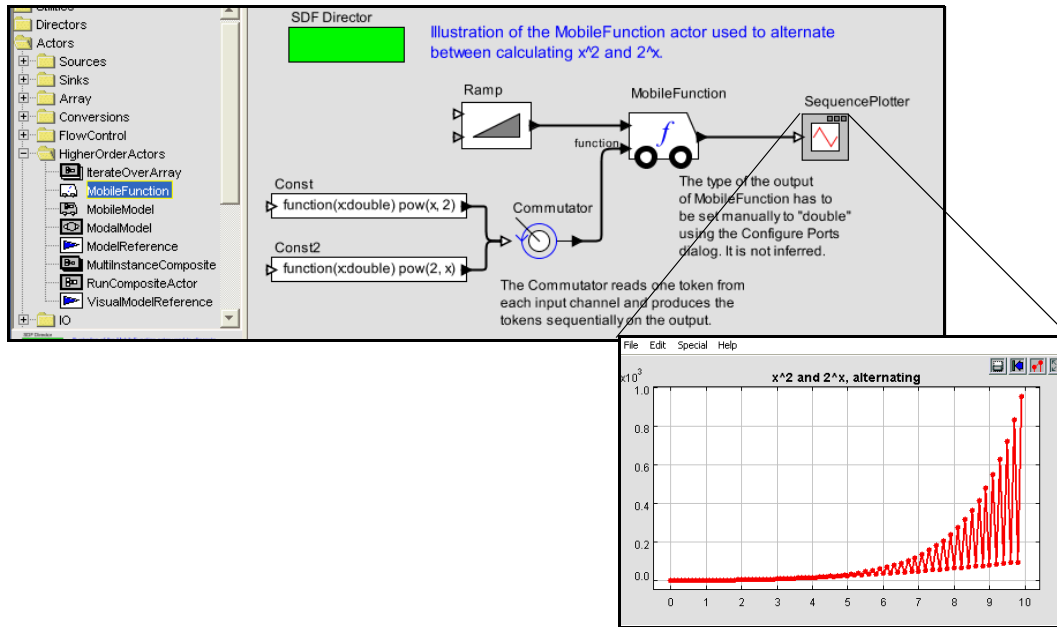 Utilities
Directors
Actors
Sources
Sinks
Array
Conversions
FlowControl
HigherOrderActors
IterateOverArray
MobileFunction
MobileModel
ModalModel
ModelReference
MultiInstanceComposite
RunCompositeActor
VisualModelReference
IO
SDF Director
Illustration of the MobileFunction actor used to alternate
between calculating x^2 and 2^x.
Ramp
MobileFunction
SequencePlotter
function
f
Const
function(x:double) pow(x, 2)
Const2
function(x:double) pow(2, x)
Commutator
The type of the output
of MobileFunction has to
be set manually to "double"
using the Configure Ports
dialog. It is not inferred.
The Commutator reads one token from
each input channel and produces the
tokens sequentially on the output.
File Edit Special Help
x10^3
x^2 and 2^x, alternating
1.0
0.8
0.6
0.4
0.2
0.0
0 1 2 3 4 5 6 7 8 9 10